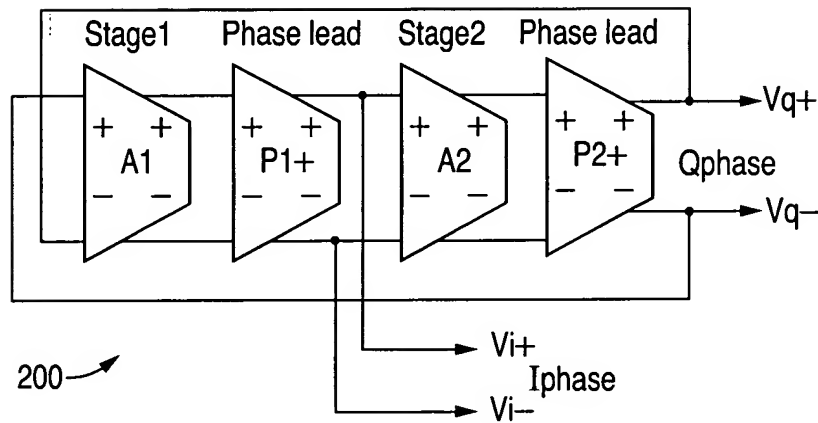 Stage1 Phase lead Stage2 Phase lead
+ + + + + + + +
A1 P1+ A2 P2+
− − − − − − − −
Vq+
Qphase
Vq−
Vi+
Iphase
Vi−
200